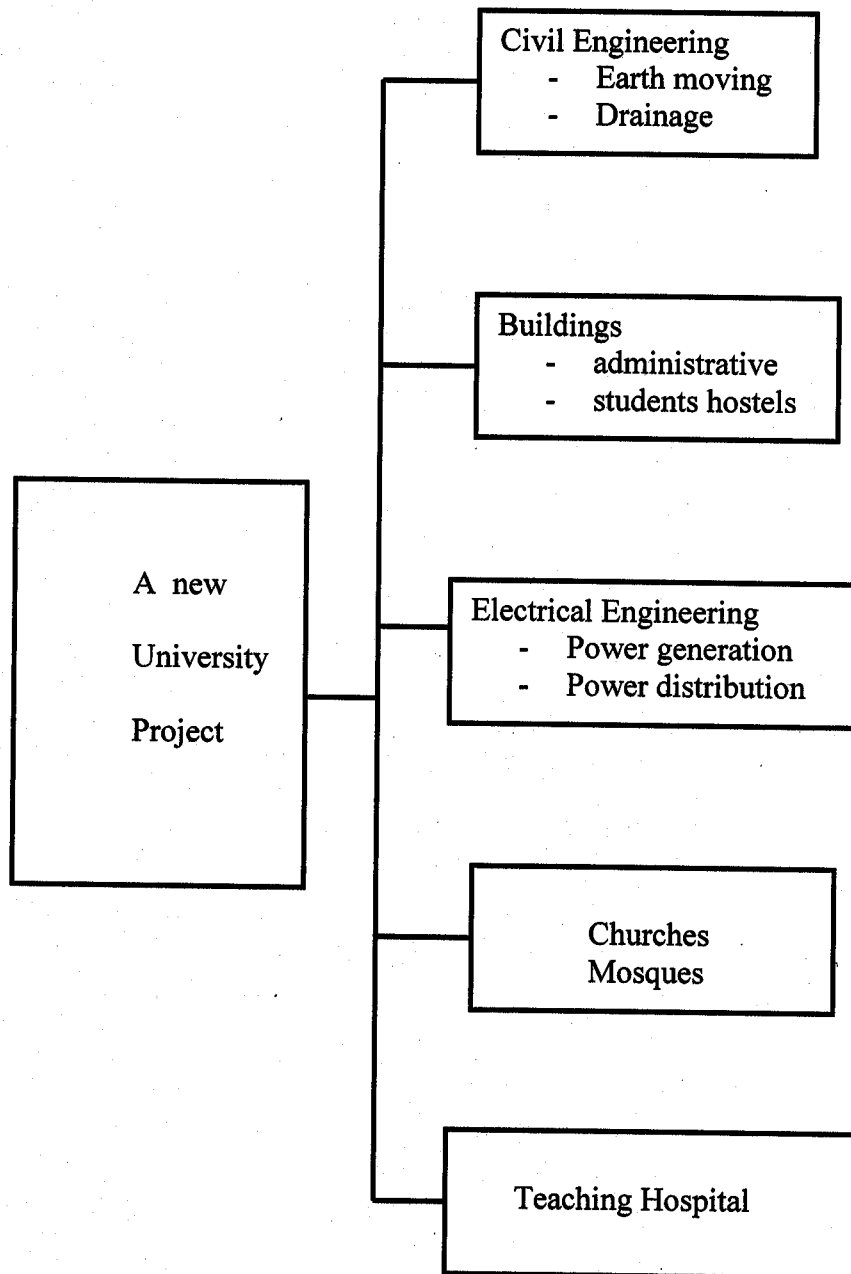 Civil Engineering
- Earth moving
- Drainage
Buildings
- administrative
- students hostels
A new
University
Project
Electrical Engineering
- Power generation
- Power distribution
Churches
Mosques
Teaching Hospital